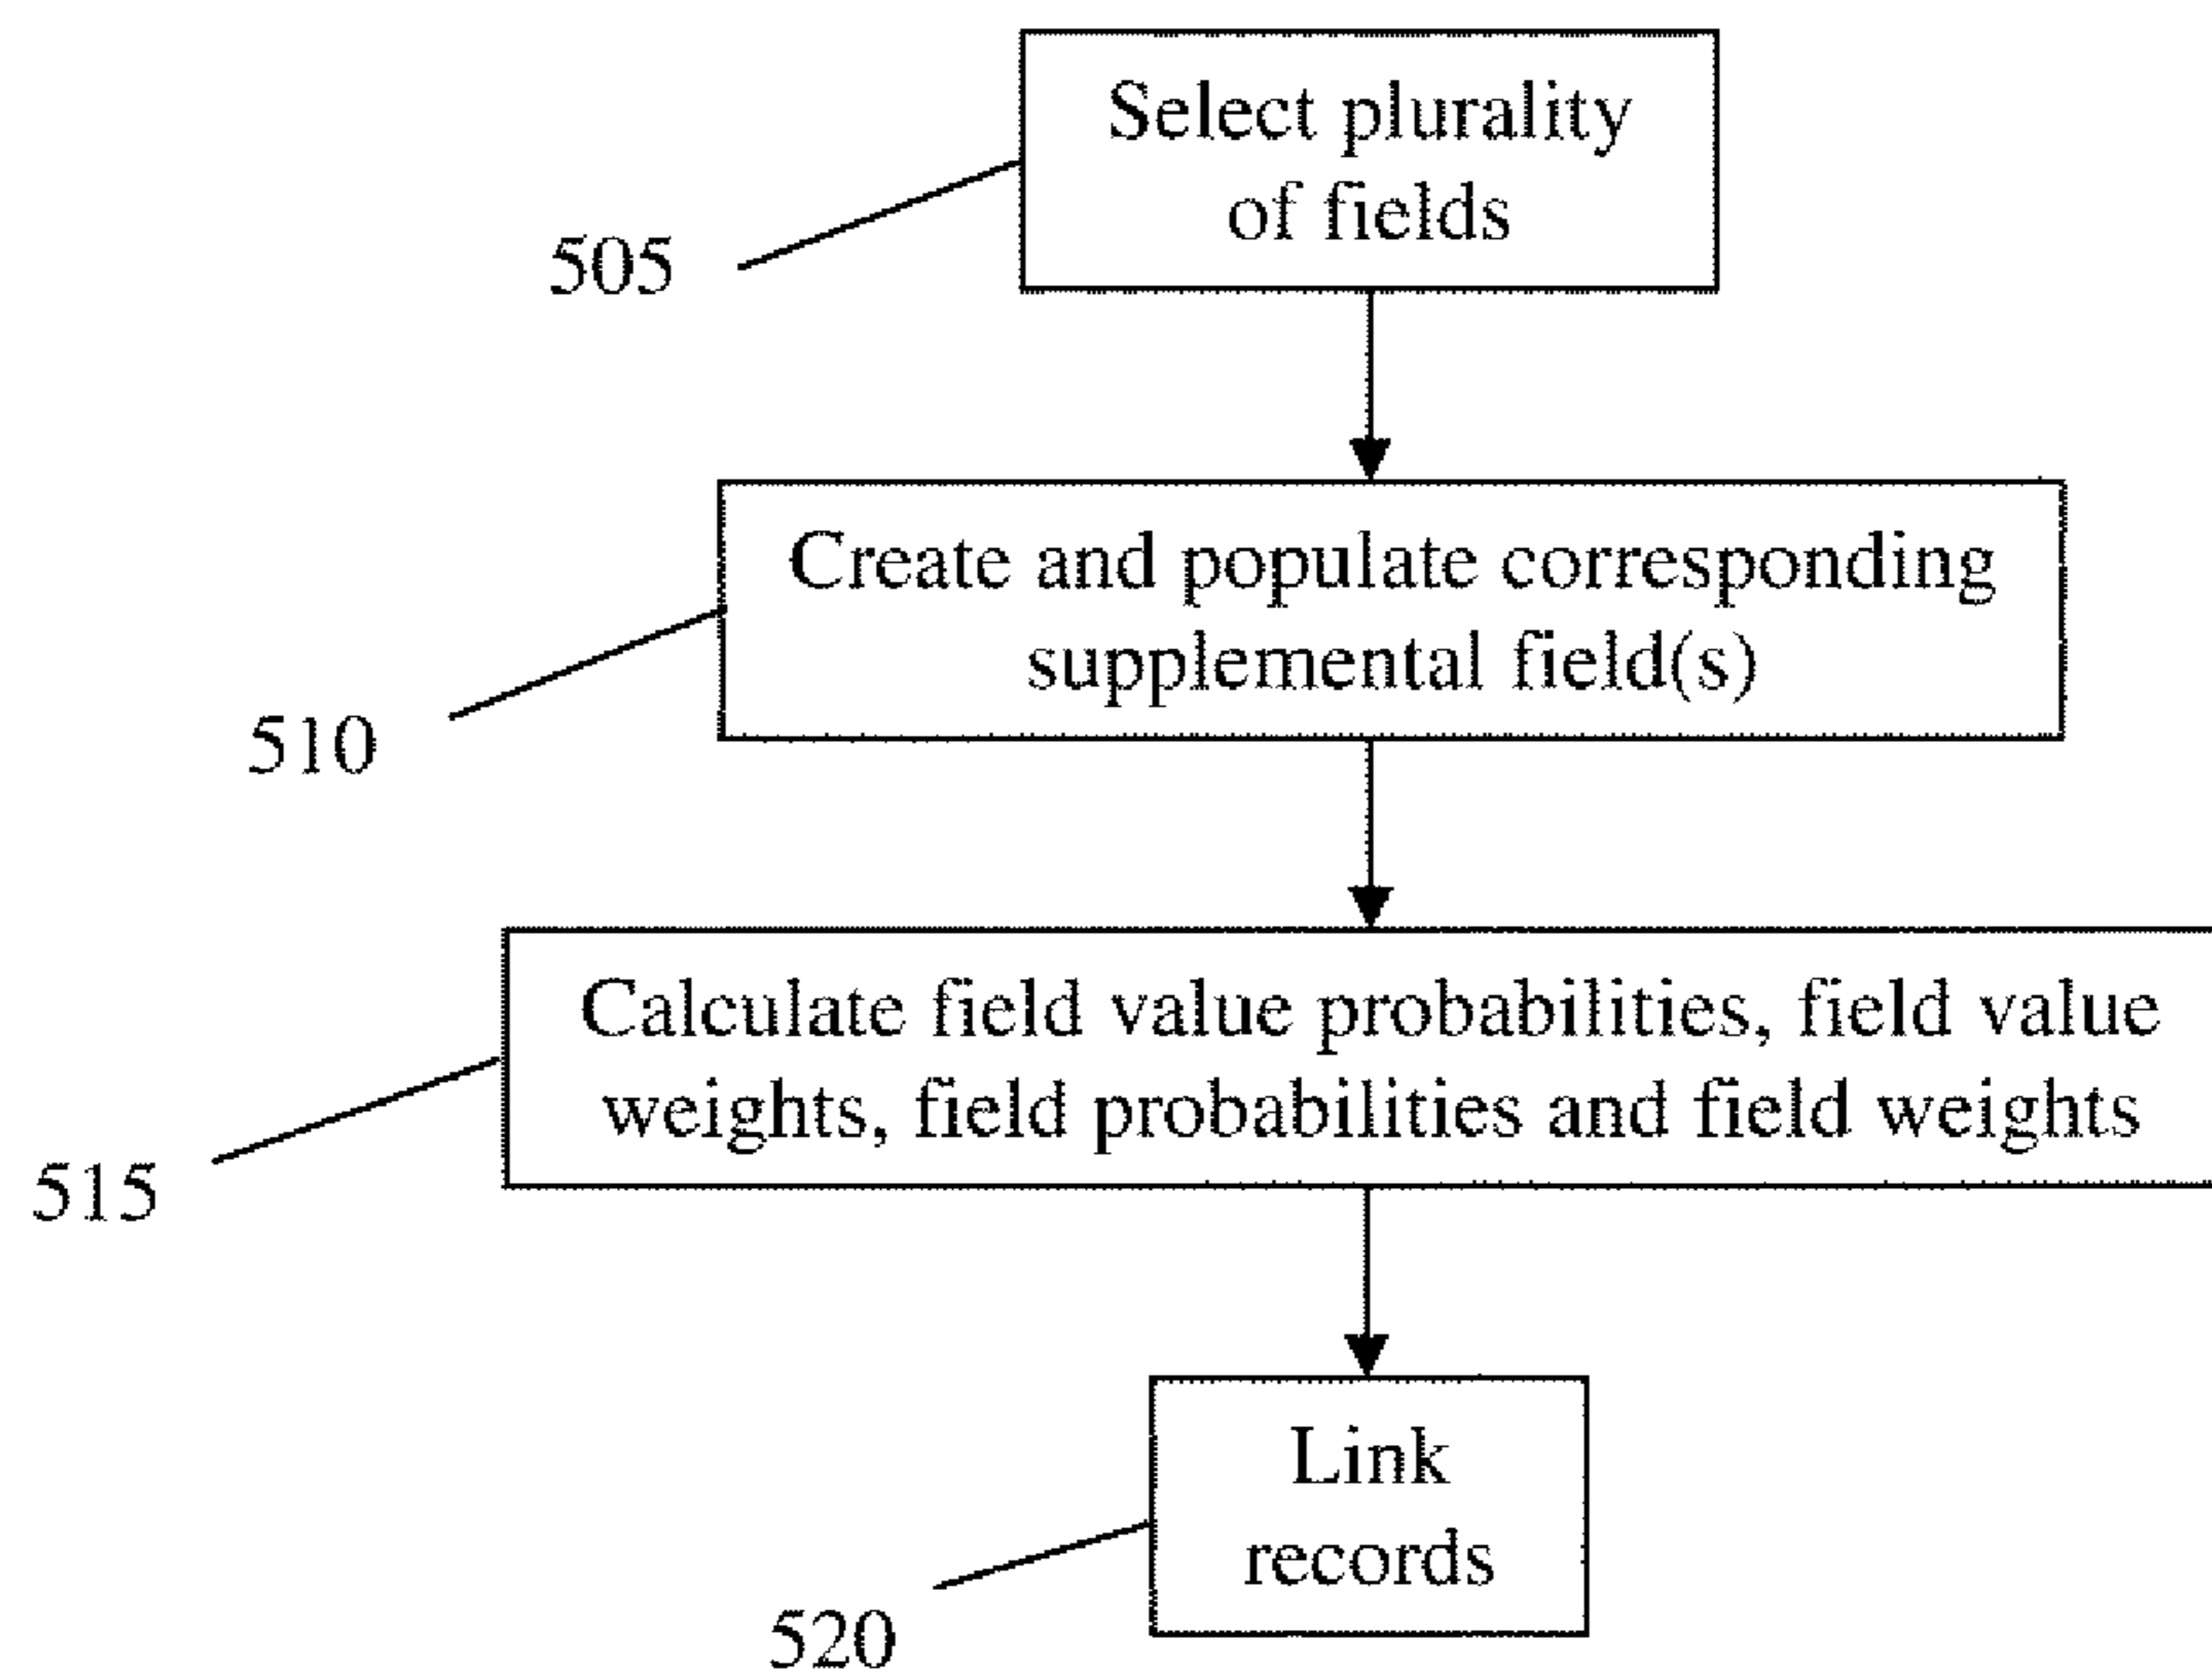 Select plurality
of fields
505
Create and populate corresponding
supplemental field(s)
510
Calculate field value probabilities, field value
weights, field probabilities and field weights
515
Link
records
520